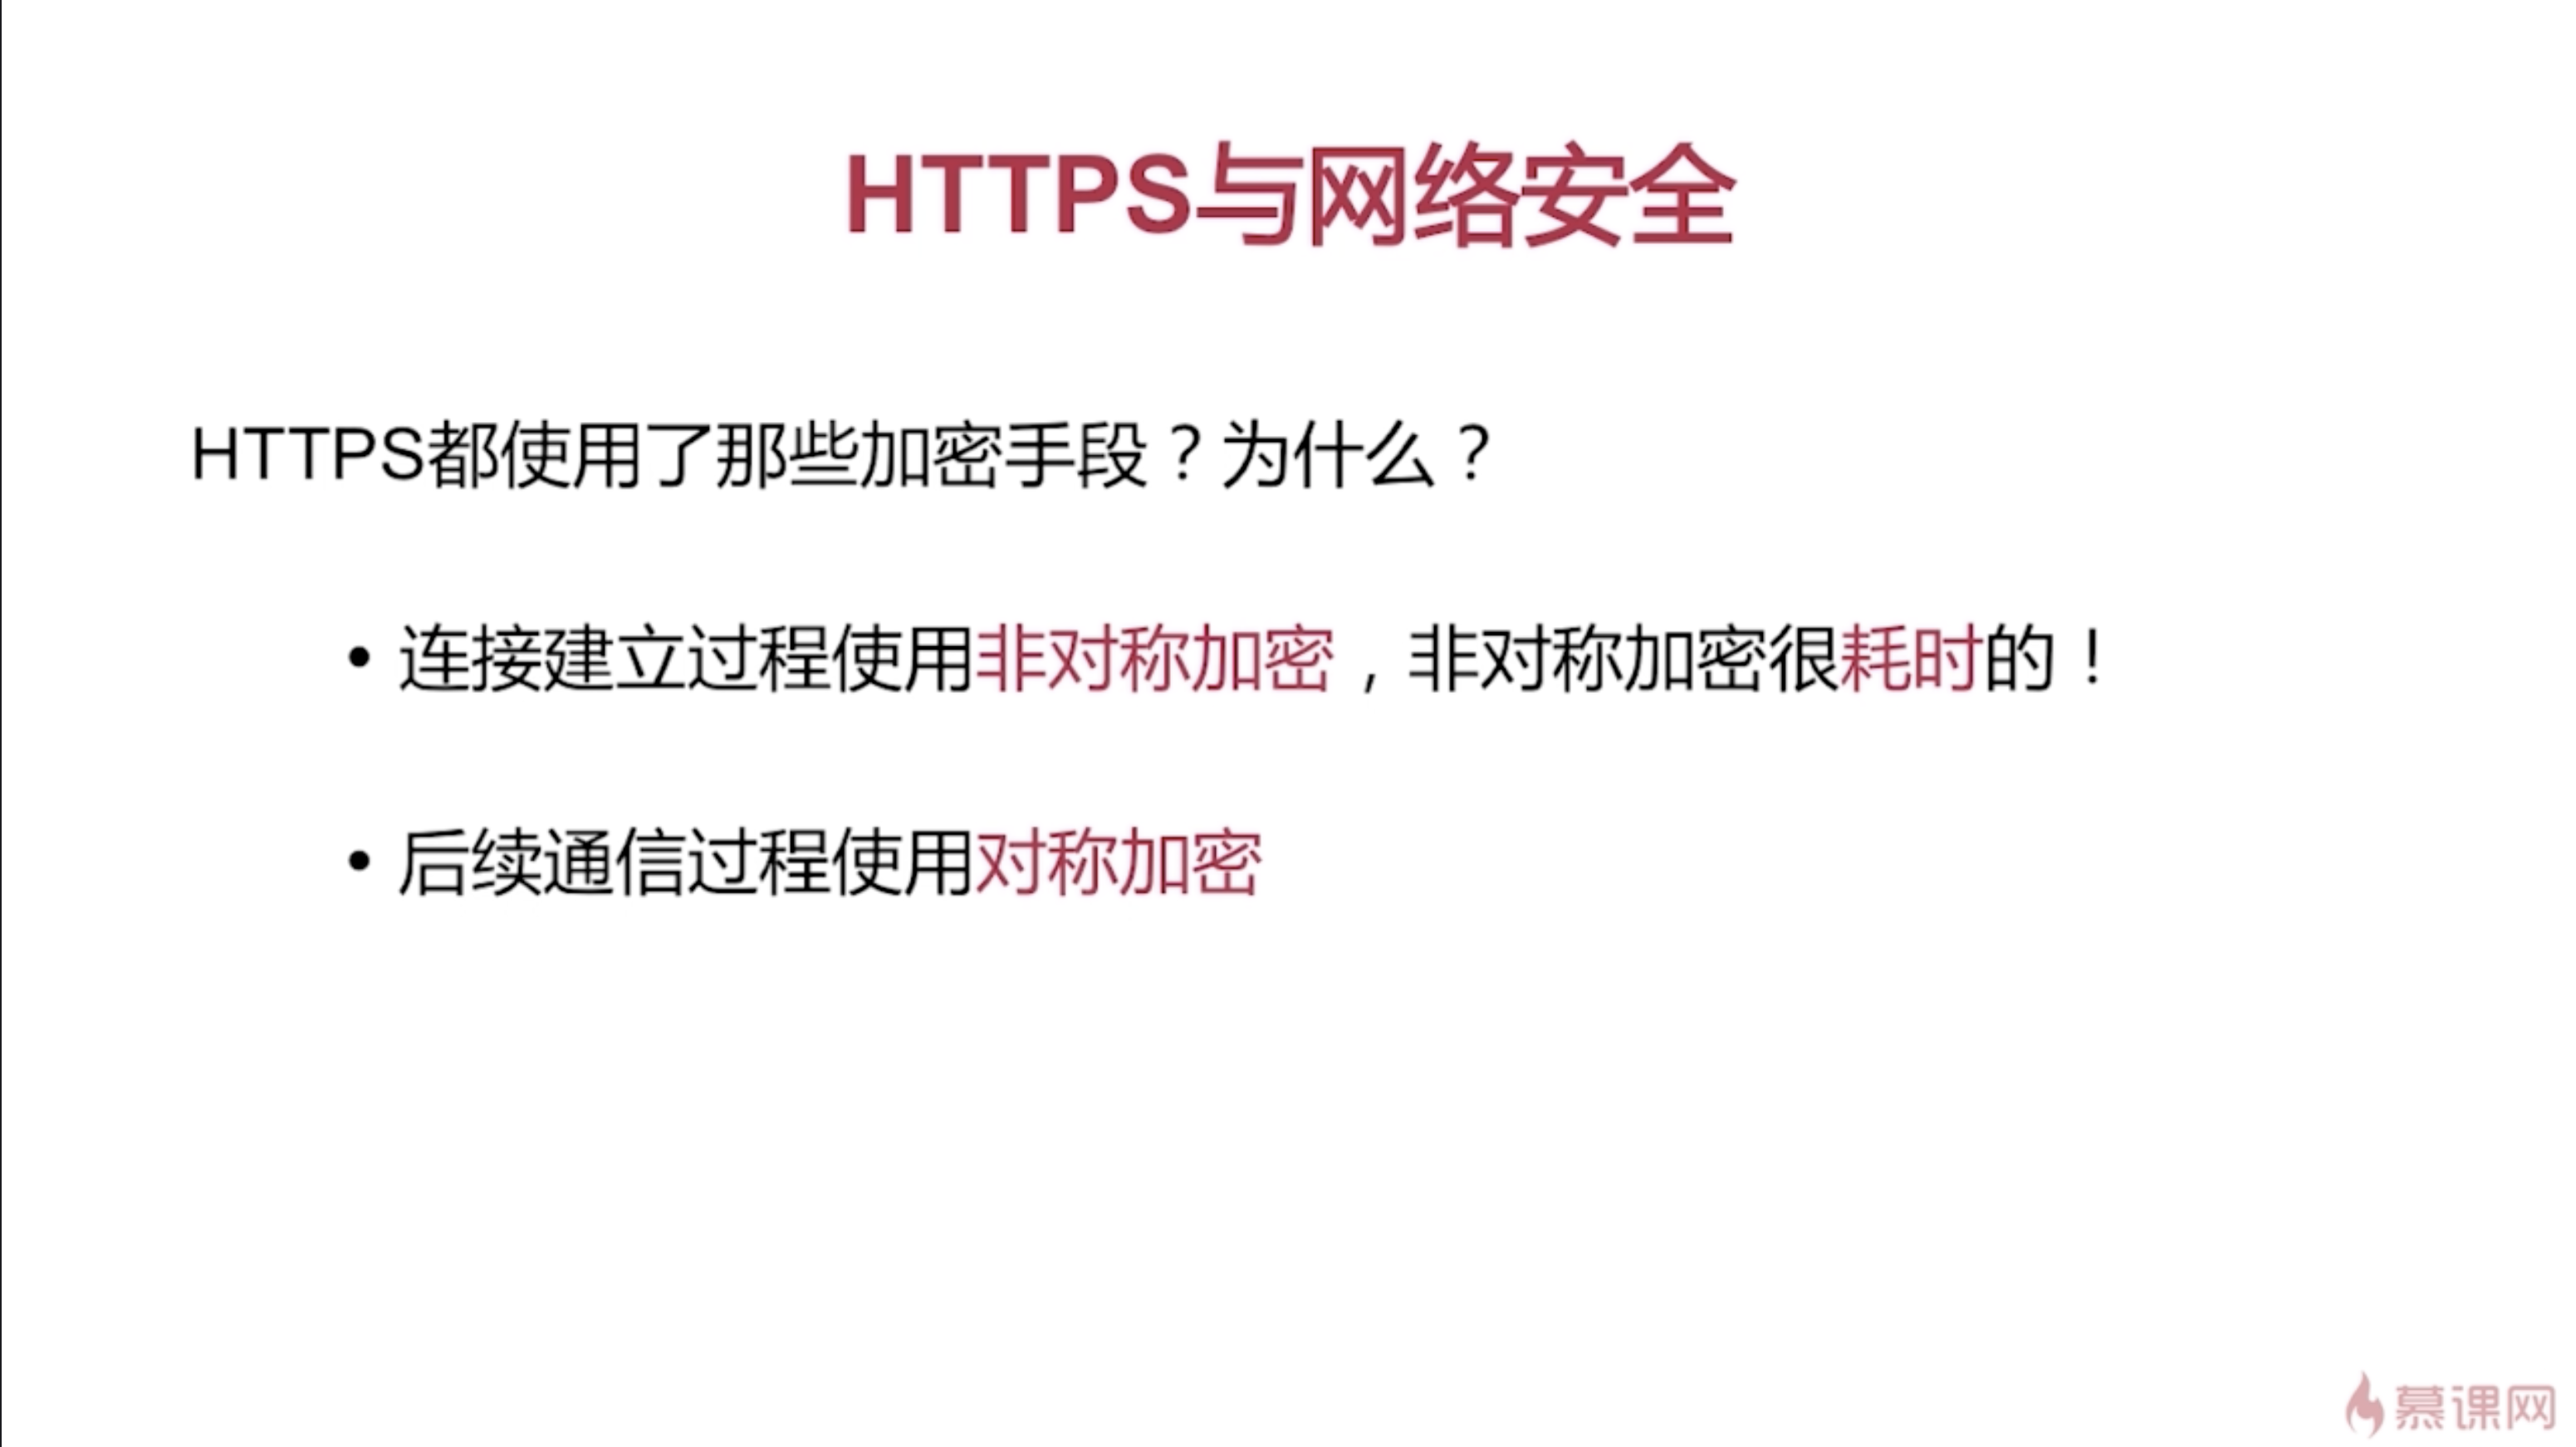 HTTPS与网络安全
HTTPS都使用了那些加密手段？为什么？
• 连接建立过程使用非对称加密，非对称加密很耗时的！
• 后续通信过程使用对称加密
慕课网